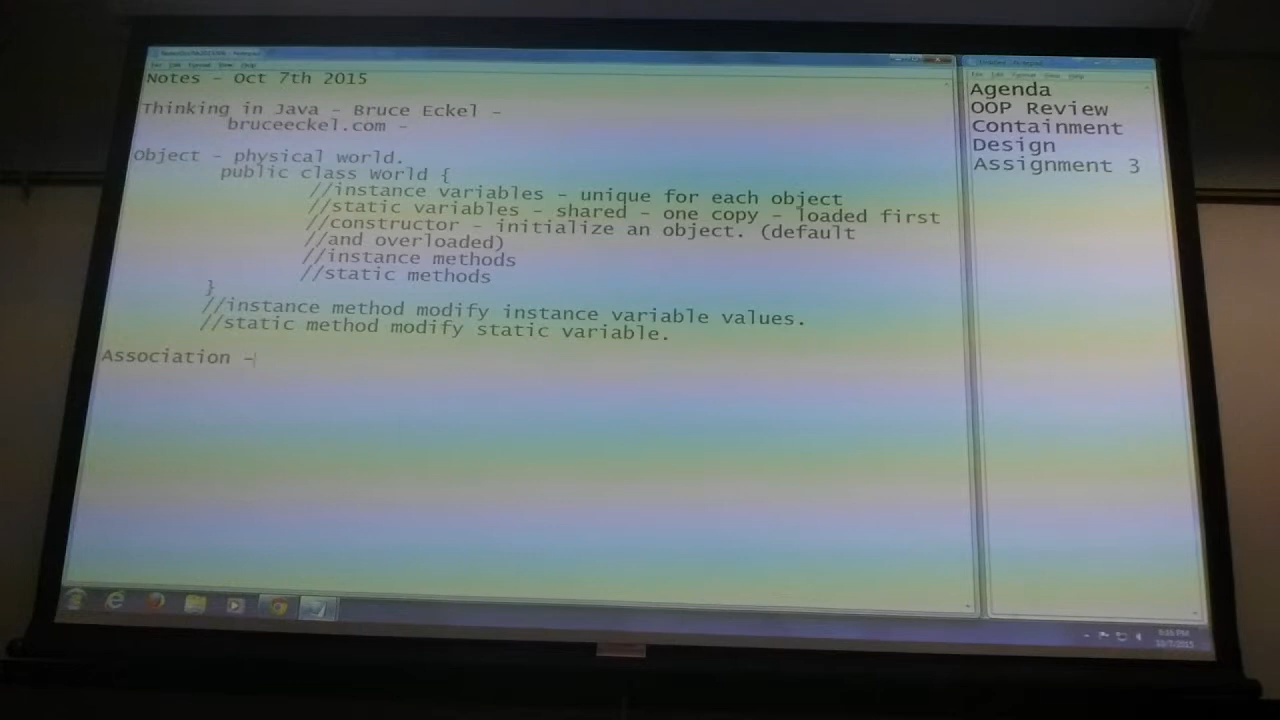 Notes - Oct 7th 2015
Thinking in Java - Bruce Eckel -
bruceeckel.com -
Object - physical world.
public class World {
//instance variables - unique for each object
//static variables - shared - one copy - loaded first
//constructor - initialize an object. (default
//and overloaded)
//instance methods
//static methods
}
//instance method modify instance variable values.
//static method modify static variable.
Association -
Agenda
OOP Review
Containment
Design
Assignment 3
10/7/2015